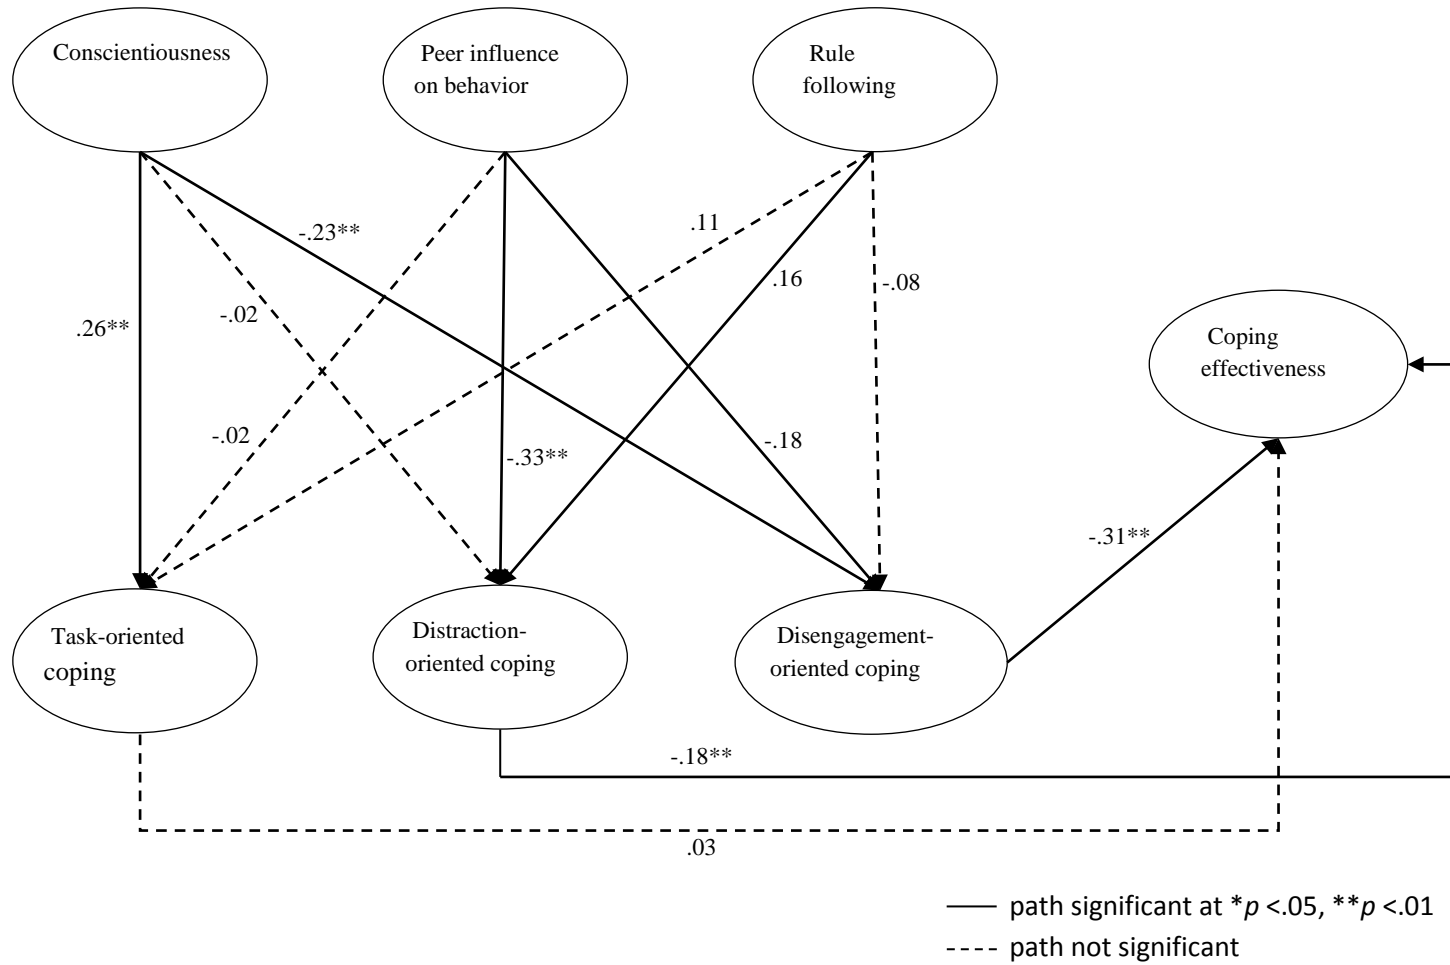 Conscientiousness
Peer influence
on behavior
Rule
following
-.23**
.11
.16
-.08
.26**
-.02
-.02
-.33**
-.18
Coping
effectiveness
-.31**
Task-oriented
coping
Distraction-
oriented coping
Disengagement-
oriented coping
-.18**
.03
path significant at *p <.05, **p <.01
path not significant